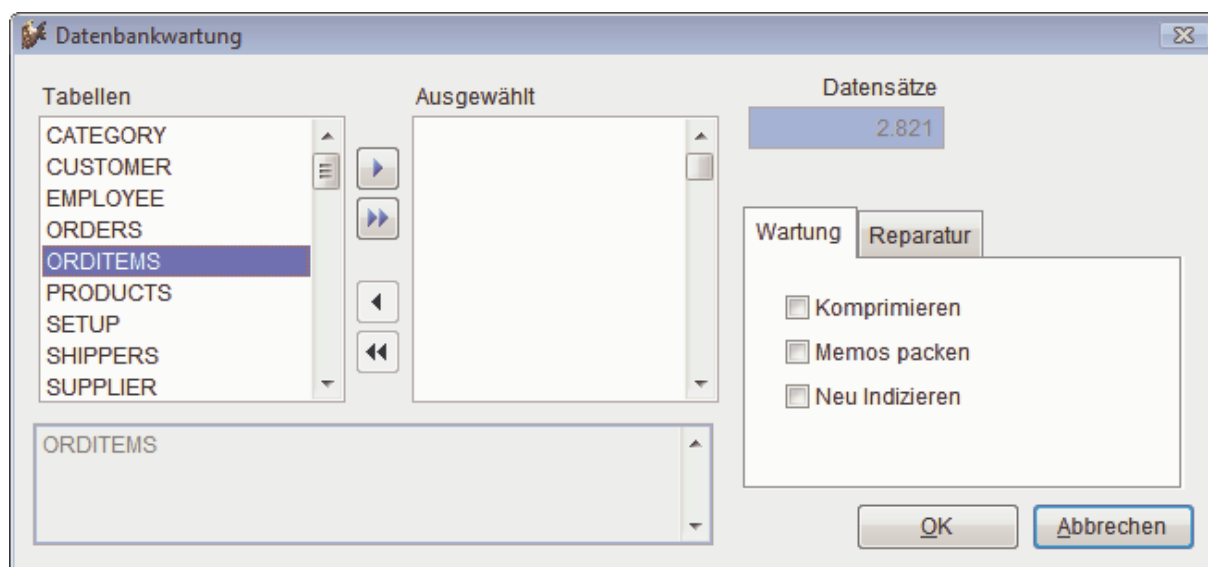 Datenbankwartung
Tabellen
CATEGORY
CUSTOMER
EMPLOYEE
ORDERS
ORDITEMS
PRODUCTS
SETUP
SHIPPERS
SUPPLIER
Ausgewählt
Datensätze
2.821
Wartung
Reparatur
Komprimieren
Memos packen
Neu Indizieren
ORDITEMS
OK
Abbrechen